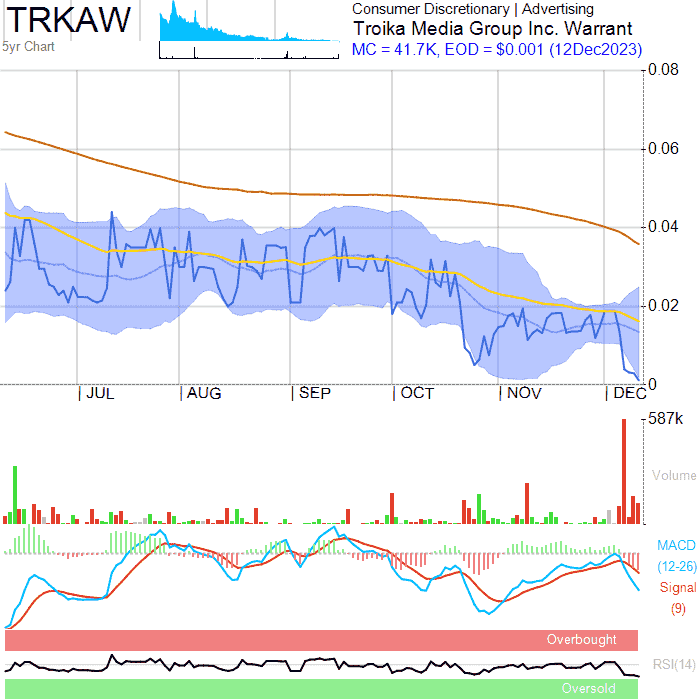 TRKAW
5yr Chart
Consumer Discretionary | Advertising
Troika Media Group Inc. Warrant
MC = 41.7K, EOD = $0.001 (12Dec2023)
0.08
0.06
0.04
0.02
0
| JUL | AUG | SEP | OCT | NOV | DEC
587k
Volume
MACD
(12-26)
Signal
(9)
Overbought
RSI(14)
Oversold